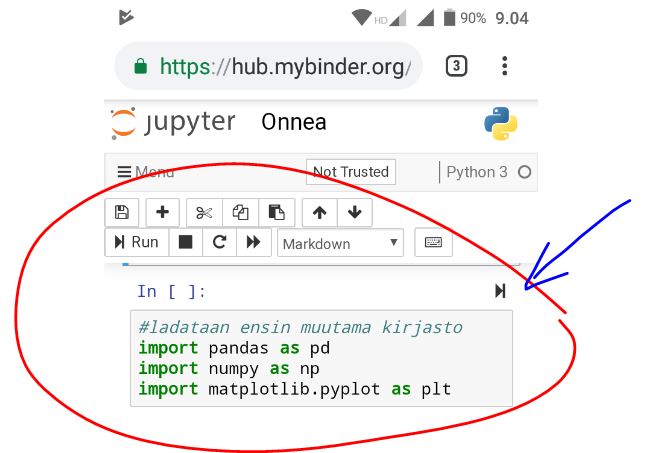 HD 90% 9.04
https://hub.mybinder.org/ 3
jupyter Onnea
Menu Not Trusted Python 3
Run Markdown
In [ ]:
#ladataan ensin muutama kirjasto
import pandas as pd
import numpy as np
import matplotlib.pyplot as plt